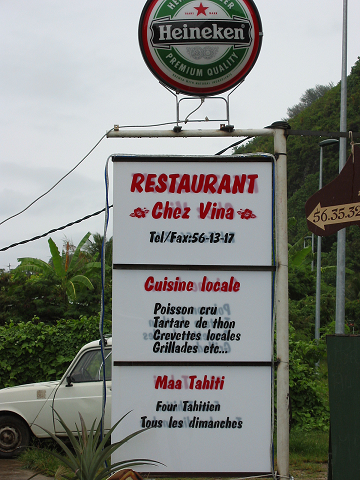 Heineken
PREMIUM QUALITY
RESTAURANT
Chez Vina
Tel/Fax:56-13-17
Cuisine locale
Poisson cru
Tartare de thon
Crevettes locales
Grillades etc...
Maa Tahiti
Four Tahitien
Tous les dimanches
56.35.32